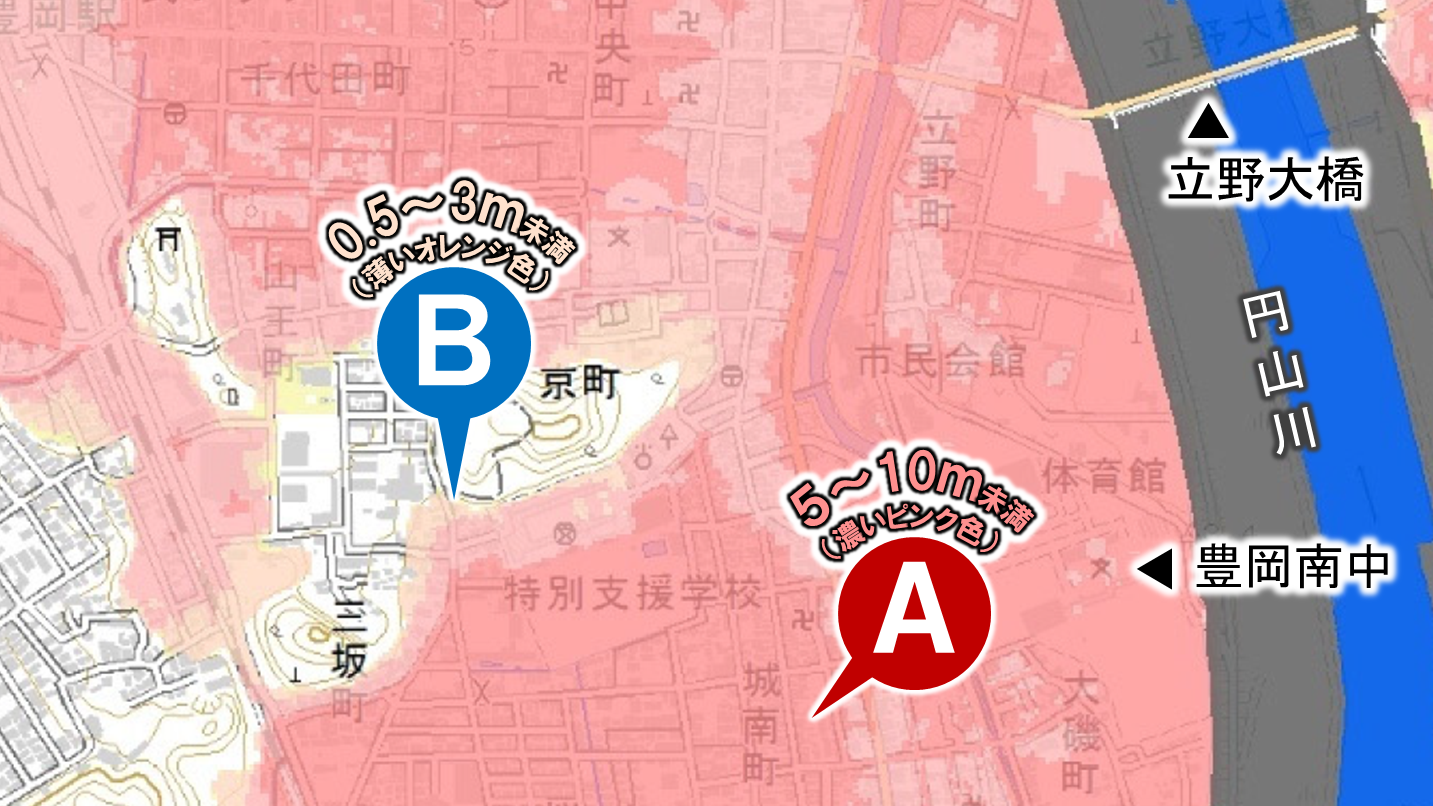 豊岡駅
千代田町
中央町
立野大橋
立野町
立野大橋
0.5～3m未満
（薄いオレンジ色）
B
山王町
京町
円山川
市民会館
5～10m未満
（濃いピンク色）
A
体育館
豊岡南中
特別支援学校
三坂町
城南町
大磯町